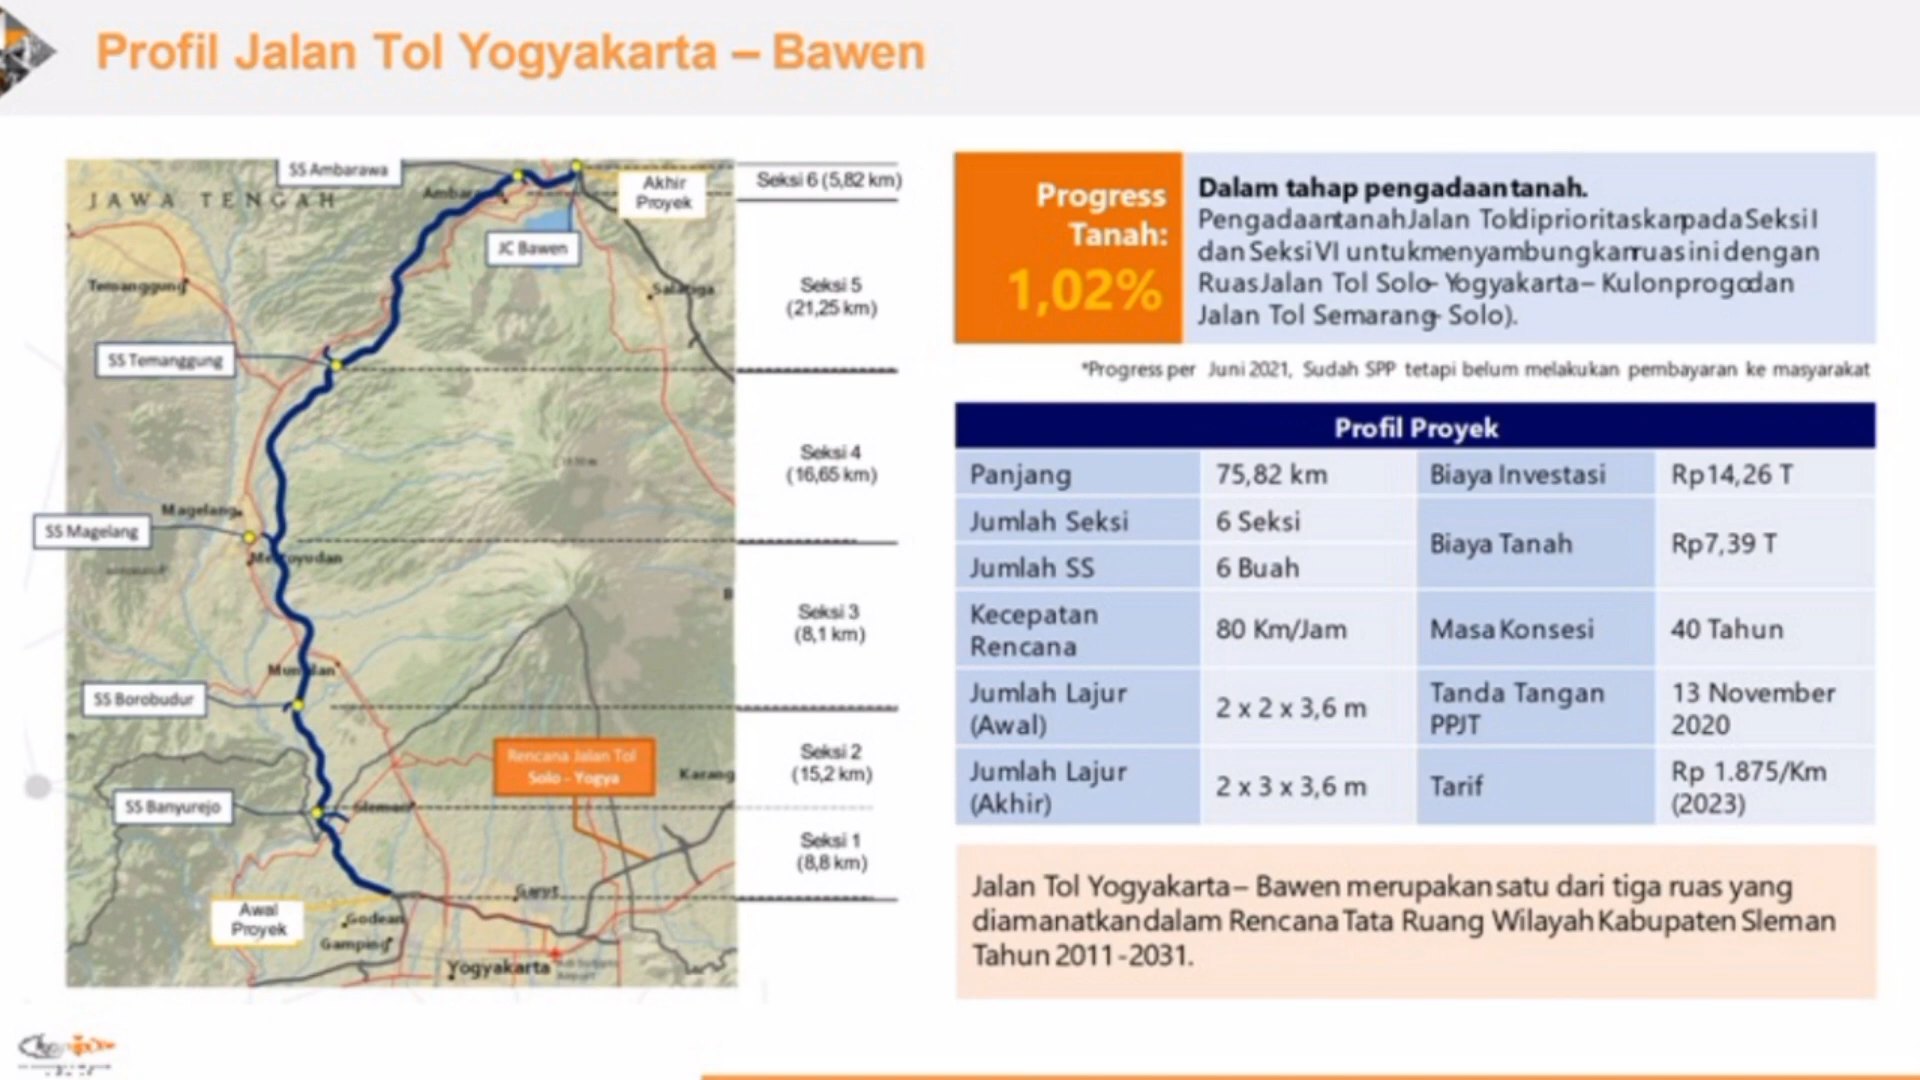 Profil Jalan Tol Yogyakarta – Bawen
SS Ambarawa
JAWA TENGAH
Akhir
Proyek
JC Bawen
Temanggung
Salatiga
SS Temanggung
Magelang
SS Magelang
SS Borobudur
Rencana Jalan Tol
Solo - Yogya
Karang
SS Banyurejo
Sleman
Awal
Proyek
Godean
Gamping
Yogyakarta
Seksi 6 (5,82 km)
Seksi 5
(21,25 km)
Seksi 4
(16,65 km)
Seksi 3
(8,1 km)
Seksi 2
(15,2 km)
Seksi 1
(8,8 km)
Progress
Tanah:
1,02%
Dalam tahap pengadaan tanah.
Pengadaan tanah Jalan Tol diprioritaskan pada Seksi I
dan Seksi VI untuk menyambungkan ruas ini dengan
Ruas Jalan Tol Solo- Yogyakarta – Kulonprogo dan
Jalan Tol Semarang- Solo).
*Progress per Juni 2021, Sudah SPP tetapi belum melakukan pembayaran ke masyarakat
Profil Proyek
Panjang 75,82 km Biaya Investasi Rp14,26 T
Jumlah Seksi 6 Seksi
Biaya Tanah Rp7,39 T
Jumlah SS 6 Buah
Kecepatan
Rencana
80 Km/Jam Masa Konsesi 40 Tahun
Jumlah Lajur
(Awal)
2 x 2 x 3,6 m
Tanda Tangan
PPJT
13 November
2020
Jumlah Lajur
(Akhir)
2 x 3 x 3,6 m
Tarif
Rp 1.875/Km
(2023)
Jalan Tol Yogyakarta – Bawen merupakan satu dari tiga ruas yang
diamanatkan dalam Rencana Tata Ruang Wilayah Kabupaten Sleman
Tahun 2011-2031.